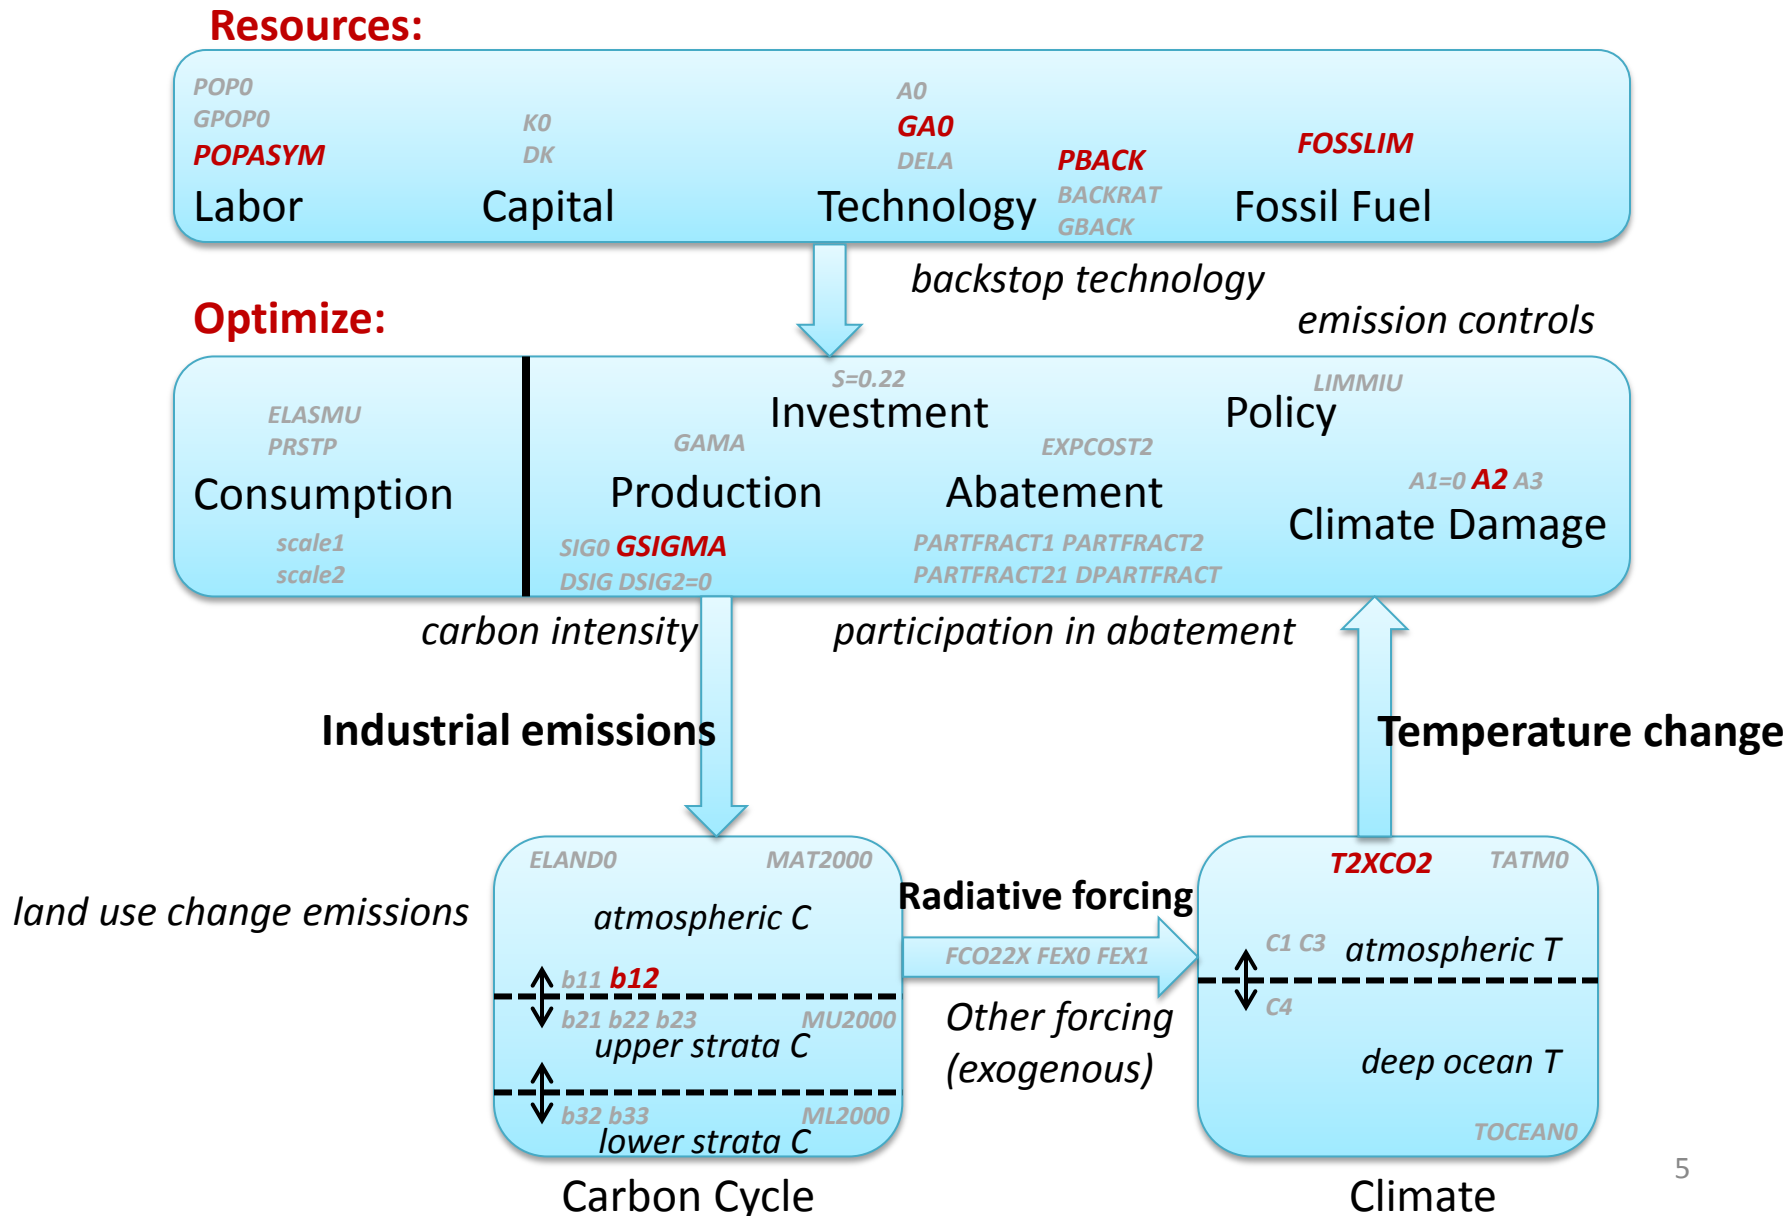 Resources:
POP0
GPOP0
POPASYM
Labor
K0
DK
Capital
A0
GA0
DELA
Technology
PBACK
BACKRAT
GBACK
FOSSLIM
Fossil Fuel
backstop technology
emission controls
Optimize:
ELASMU
PRSTP
Consumption
scale1
scale2
S=0.22
Investment
LIMMIU
Policy
GAMA
Production
SIG0 GSIGMA
DSIG DSIG2=0
EXPCOST2
Abatement
PARTFRACT1 PARTFRACT2
PARTFRACT21 DPARTFRACT
A1=0 A2 A3
Climate Damage
carbon intensity
participation in abatement
Industrial emissions
Temperature change
land use change emissions
ELAND0 MAT2000
atmospheric C
b11 b12
b21 b22 b23 MU2000
upper strata C
b32 b33 ML2000
lower strata C
Carbon Cycle
Radiative forcing
FCO22X FEX0 FEX1
Other forcing
(exogenous)
T2XCO2 TATM0
C1 C3 atmospheric T
C4
deep ocean T
TOCEAN0
Climate
5